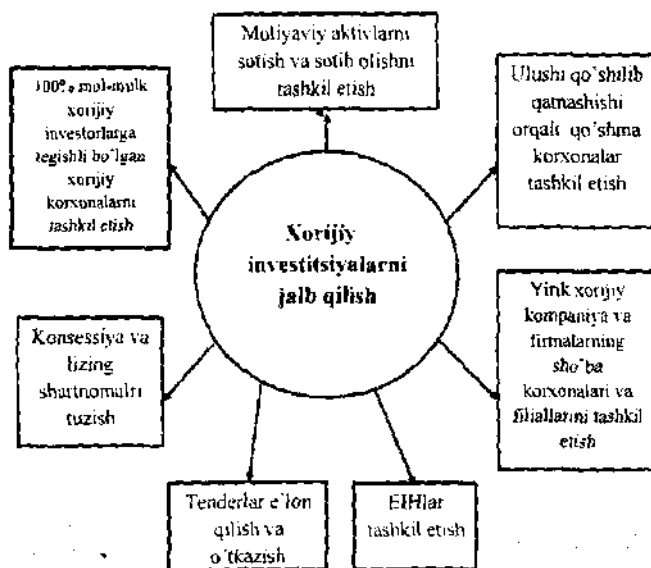 Moliyaviy aktivlarni
sotish va sotib olishni
tashkil etish
100% mol-mulk
xorijiy
investorlarga
tegishli bo'lgan
xorijiy
korxonalarni
tashkil etish
Ulushi qo'shilib
qatnashishi
orqali qo'shma
korxonalar
tashkil etish
Xorijiy
investitsiyalarni
jalb qilish
Konsessiya va
lizing
shartnomalri
tuzish
Yirik xorijiy
kompaniya va
firmalarning
sho'ba
korxonalari va
filiallarini tashkil
etish
Tenderlar e'lon
qilish va
o'tkazish
EIHlar
tashkil etish